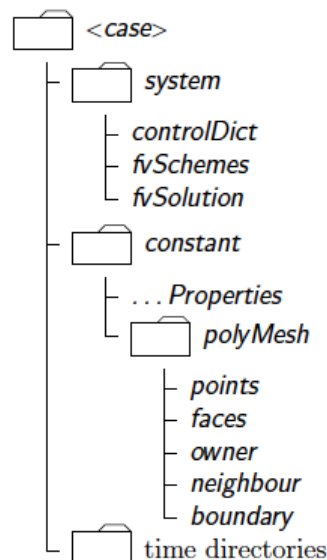 <case>
system
controlDict
fvSchemes
fvSolution
constant
...Properties
polyMesh
points
faces
owner
neighbour
boundary
time directories